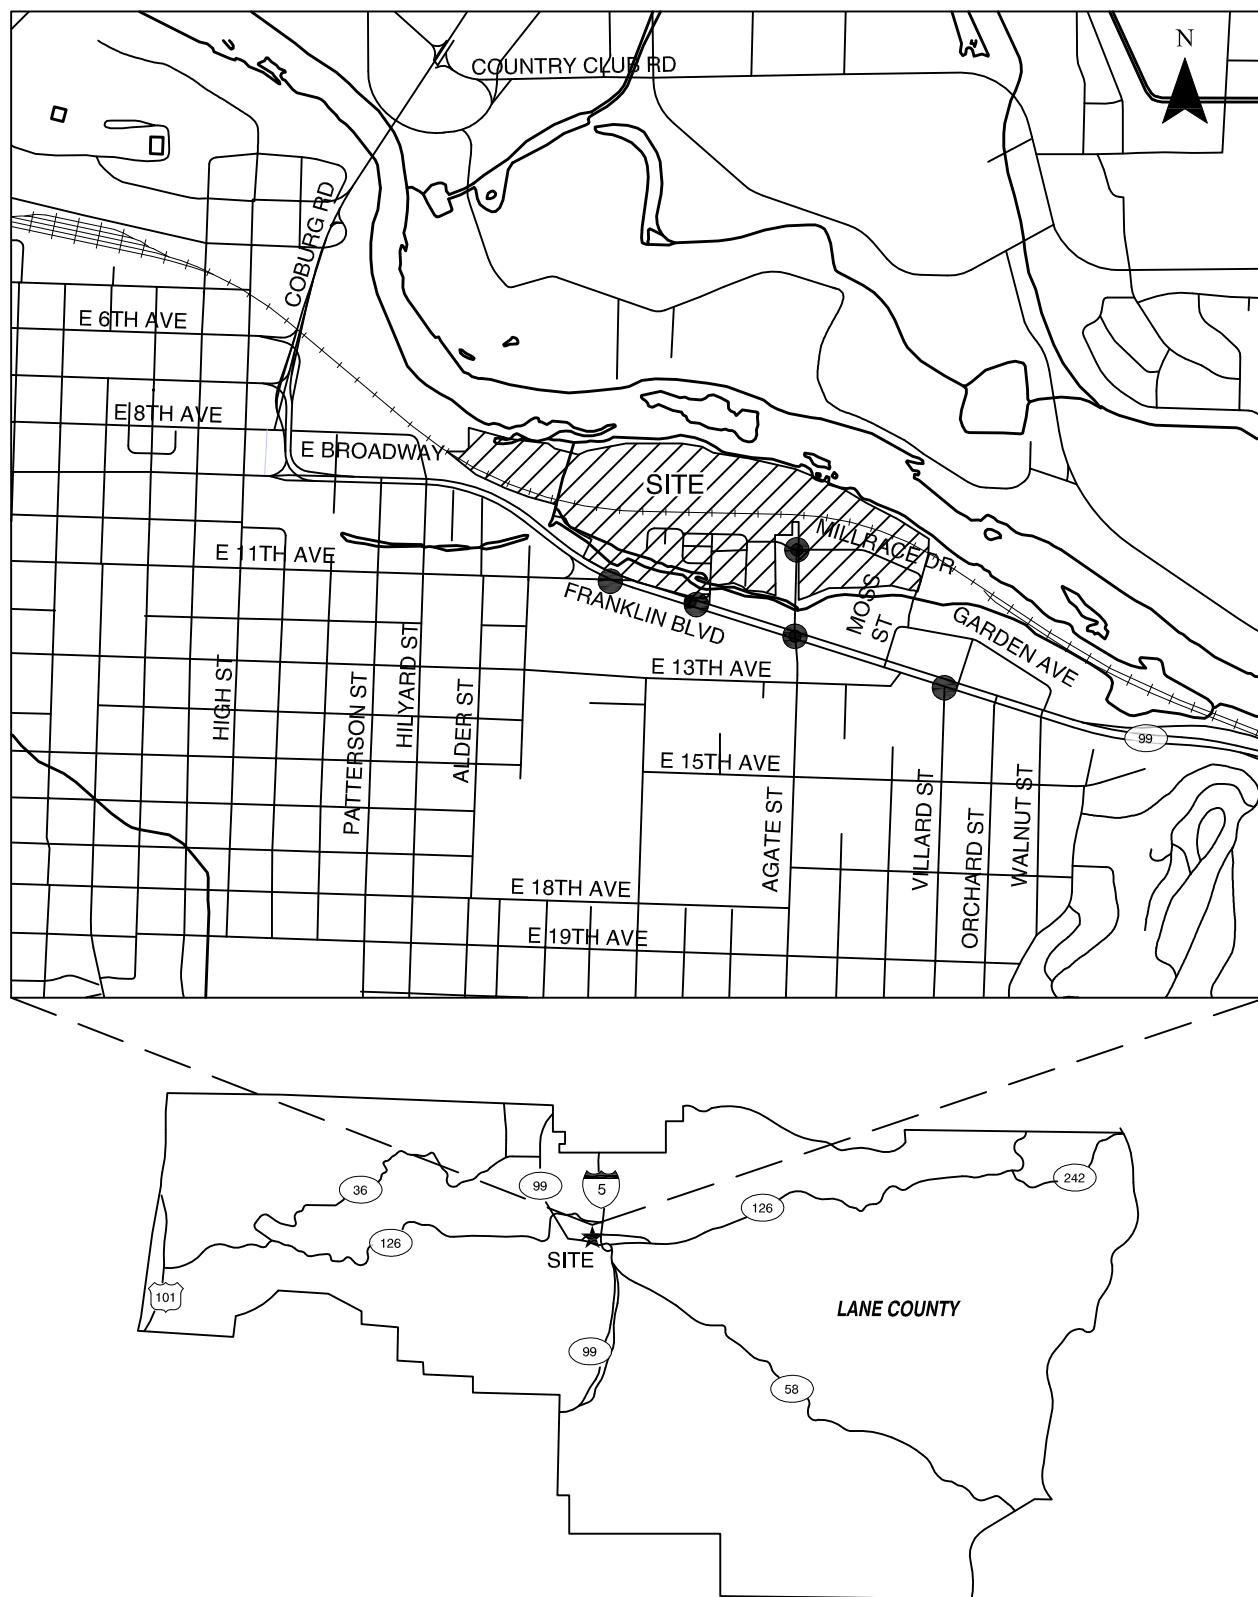 COUNTRY CLUB RD
N
COBURG RD
E 6TH AVE
E 8TH AVE
E BROADWAY
SITE
MILLRACE DR
E 11TH AVE
FRANKLIN BLVD
MOSS
ST
GARDEN AVE
E 13TH AVE
HIGH ST
PATTERSON ST
HILYARD ST
ALDER ST
99
E 15TH AVE
AGATE ST
VILLARD ST
ORCHARD ST
WALNUT ST
E 18TH AVE
E 19TH AVE
36
99
5
126
242
126
SITE
101
LANE COUNTY
99
58